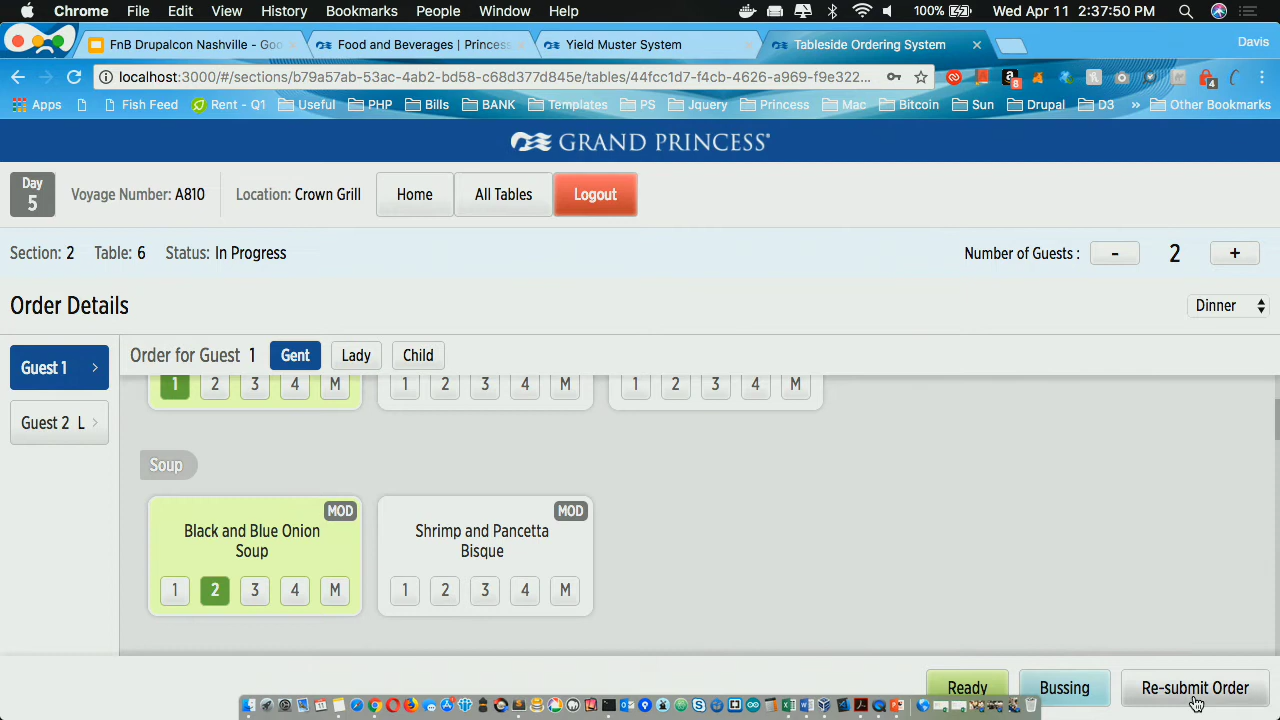 Chrome File Edit View History Bookmarks People Window Help 100% Wed Apr 11 2:37:50 PM
FnB Drupalcon Nashville - Goo Food and Beverages | Princess Yield Muster System Tableside Ordering System Davis
localhost:3000/#/sections/b79a57ab-53ac-4ab2-bd58-c68d377d845e/tables/44fcc1d7-f4cb-4626-a969-f9e322... 8 4
Apps Fish Feed Rent - Q1 Useful PHP Bills BANK Templates PS Jquery Princess Mac Bitcoin Sun Drupal D3 » Other Bookmarks
GRAND PRINCESS
Day 5 Voyage Number: A810 Location: Crown Grill Home All Tables Logout
Section: 2 Table: 6 Status: In Progress Number of Guests : - 2 +
Order Details Dinner
Guest 1 Order for Guest 1 Gent Lady Child
1 2 3 4 M 1 2 3 4 M 1 2 3 4 M
Guest 2 L
Soup
MOD MOD
Black and Blue Onion Soup Shrimp and Pancetta Bisque
1 2 3 4 M 1 2 3 4 M
Ready Bussing Re-submit Order